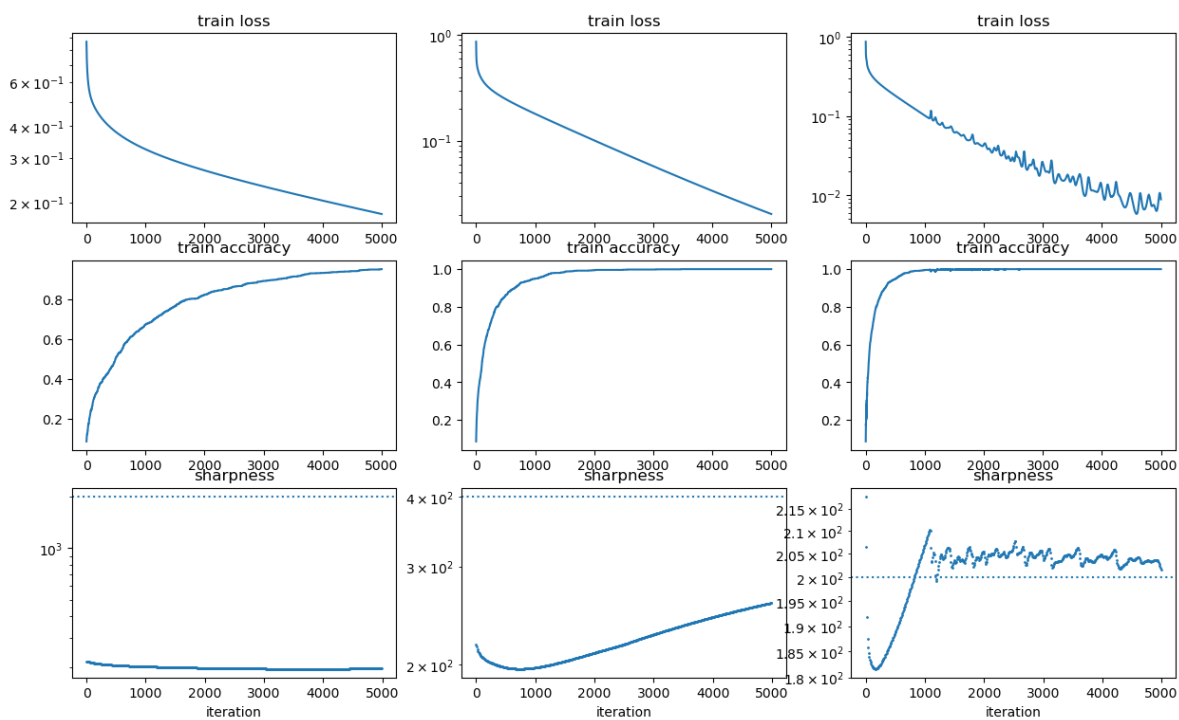 train loss
6 × 10⁻¹
4 × 10⁻¹
3 × 10⁻¹
2 × 10⁻¹
0 1000 2000 3000 4000 5000
train loss
10⁰
10⁻¹
0 1000 2000 3000 4000 5000
train loss
10⁰
10⁻¹
10⁻²
0 1000 2000 3000 4000 5000
train accuracy
0.8
0.6
0.4
0.2
0 1000 2000 3000 4000 5000
train accuracy
1.0
0.8
0.6
0.4
0.2
0 1000 2000 3000 4000 5000
train accuracy
1.0
0.8
0.6
0.4
0.2
0 1000 2000 3000 4000 5000
sharpness
10³
0 1000 2000 3000 4000 5000
iteration
sharpness
4 × 10²
3 × 10²
2 × 10²
0 1000 2000 3000 4000 5000
iteration
sharpness
2.15 × 10²
2.1 × 10²
2.05 × 10²
2 × 10²
1.95 × 10²
1.9 × 10²
1.85 × 10²
1.8 × 10²
0 1000 2000 3000 4000 5000
iteration